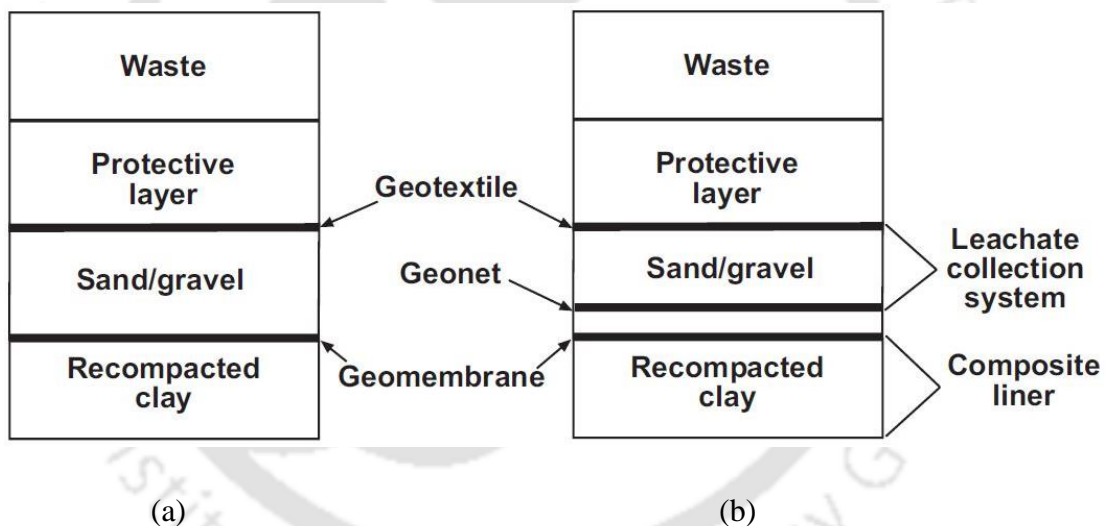 Waste
Protective
layer
Sand/gravel
Recompacted
clay
Geotextile
Geonet
Geomembrane
Waste
Protective
layer
Sand/gravel
Recompacted
clay
Leachate
collection
system
Composite
liner
(a)
(b)